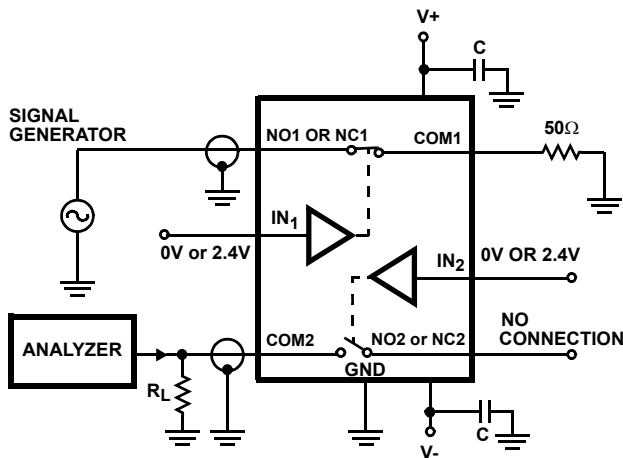 V+
C
SIGNAL
GENERATOR
NO1 OR NC1
COM1
50Ω
IN1
0V or 2.4V
IN2
0V OR 2.4V
NO
CONNECTION
ANALYZER
COM2
NO2 or NC2
GND
RL
C
V-